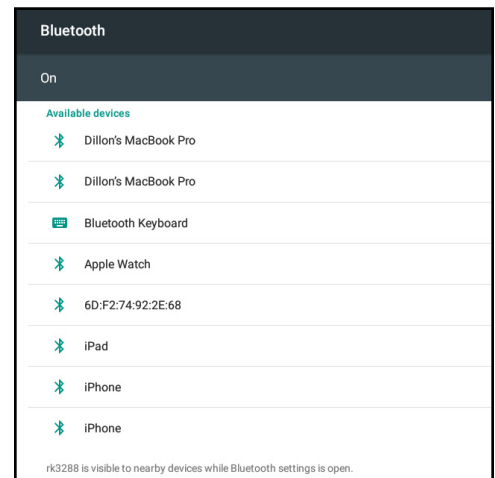 Bluetooth
On
Available devices
Dillon’s MacBook Pro
Dillon’s MacBook Pro
Bluetooth Keyboard
Apple Watch
6D:F2:74:92:2E:68
iPad
iPhone
iPhone
rk3288 is visible to nearby devices while Bluetooth settings is open.